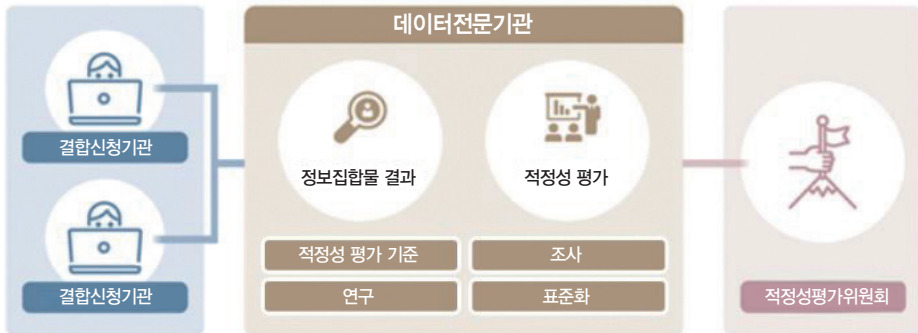 데이터전문기관
결합신청기관
결합신청기관
정보집합물 결과
적정성 평가
적정성 평가 기준
조사
연구
표준화
적정성평가위원회